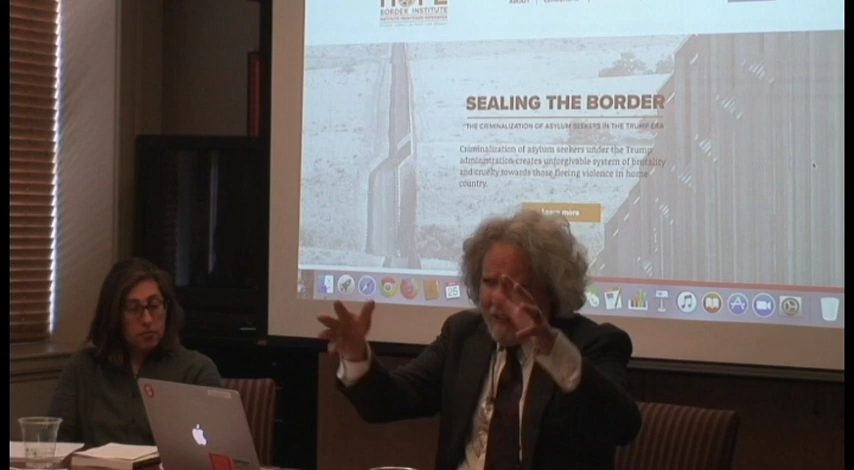 HOPE
BORDER INSTITUTE
ABOUT
SEALING THE BORDER
THE CRIMINALIZATION OF ASYLUM SEEKERS IN THE TRUMP ERA
Criminalization of asylum seekers under the Trump
administration creates unforgivable system of brutality
and cruelty towards those fleeing violence in home
country.
Learn more